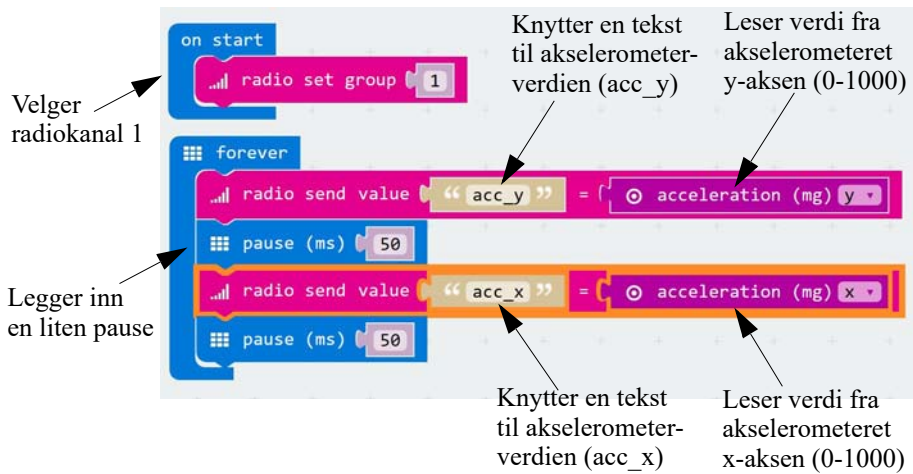 Knytter en tekst
til akselerometer-
verdien (acc_y)
Leser verdi fra
akselerometeret
y-aksen (0-1000)
Velger
radiokanal 1
on start
radio set group 1
forever
radio send value “ acc_y ” = acceleration (mg) y
pause (ms) 50
radio send value “ acc_x ” = acceleration (mg) x
pause (ms) 50
Legger inn
en liten pause
Knytter en tekst
til akselerometer-
verdien (acc_x)
Leser verdi fra
akselerometeret
x-aksen (0-1000)